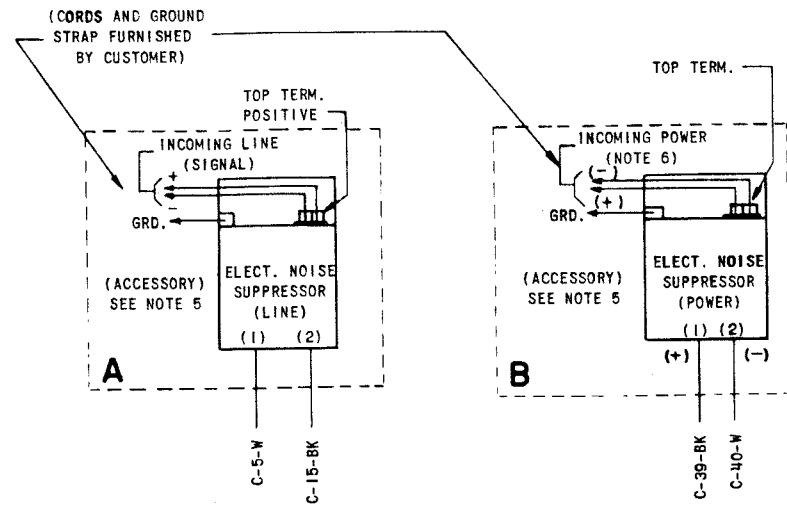 (CORDS AND GROUND
STRAP FURNISHED
BY CUSTOMER)
TOP TERM.
POSITIVE
INCOMING LINE
(SIGNAL)
+
-
GRD.
(ACCESSORY)
SEE NOTE 5
ELECT. NOISE
SUPPRESSOR
(LINE)
(1) (2)
A
C-5-W
C-15-BK
TOP TERM.
INCOMING POWER
(NOTE 6)
(-)
(+)
GRD.
(ACCESSORY)
SEE NOTE 5
ELECT. NOISE
SUPPRESSOR
(POWER)
(1) (2)
(+) (-)
B
C-39-BK
C-40-W